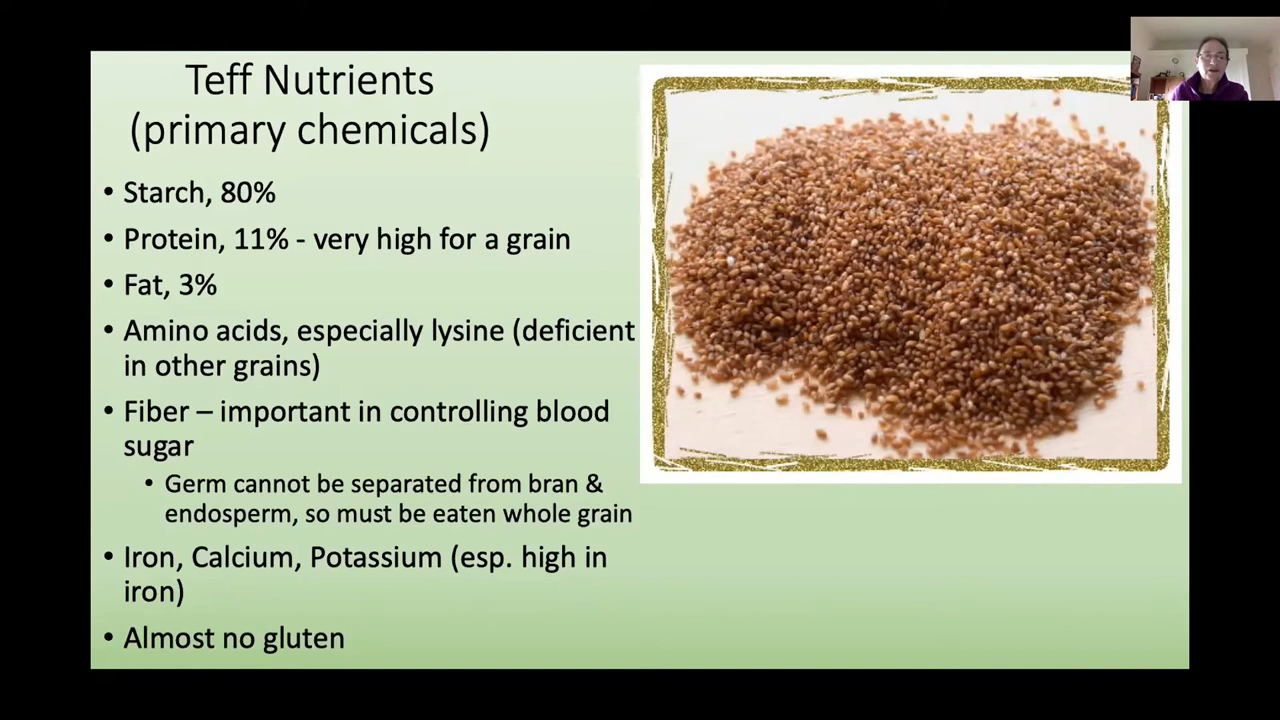 Teff Nutrients
(primary chemicals)
• Starch, 80%
• Protein, 11% - very high for a grain
• Fat, 3%
• Amino acids, especially lysine (deficient
in other grains)
• Fiber – important in controlling blood
sugar
• Germ cannot be separated from bran &
endosperm, so must be eaten whole grain
• Iron, Calcium, Potassium (esp. high in
iron)
• Almost no gluten